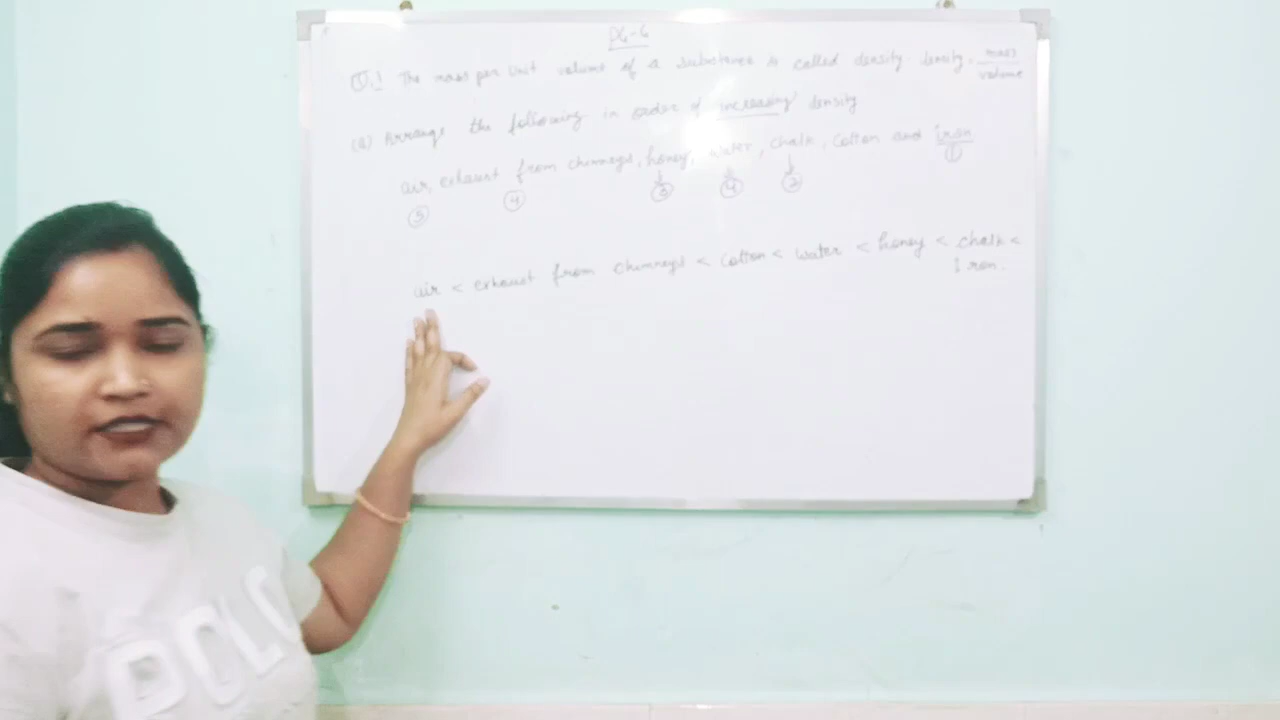 PG-6
Q.1 The mass per unit volume of a substance is called density density = mass / volume
(a) Arrange the following in order of increasing density
air, exhaust from chimneys, honey, water, chalk, cotton and iron
5 4 3 4 2 1
air < exhaust from chimneys < cotton < water < honey < chalk <
Iron.
POLO